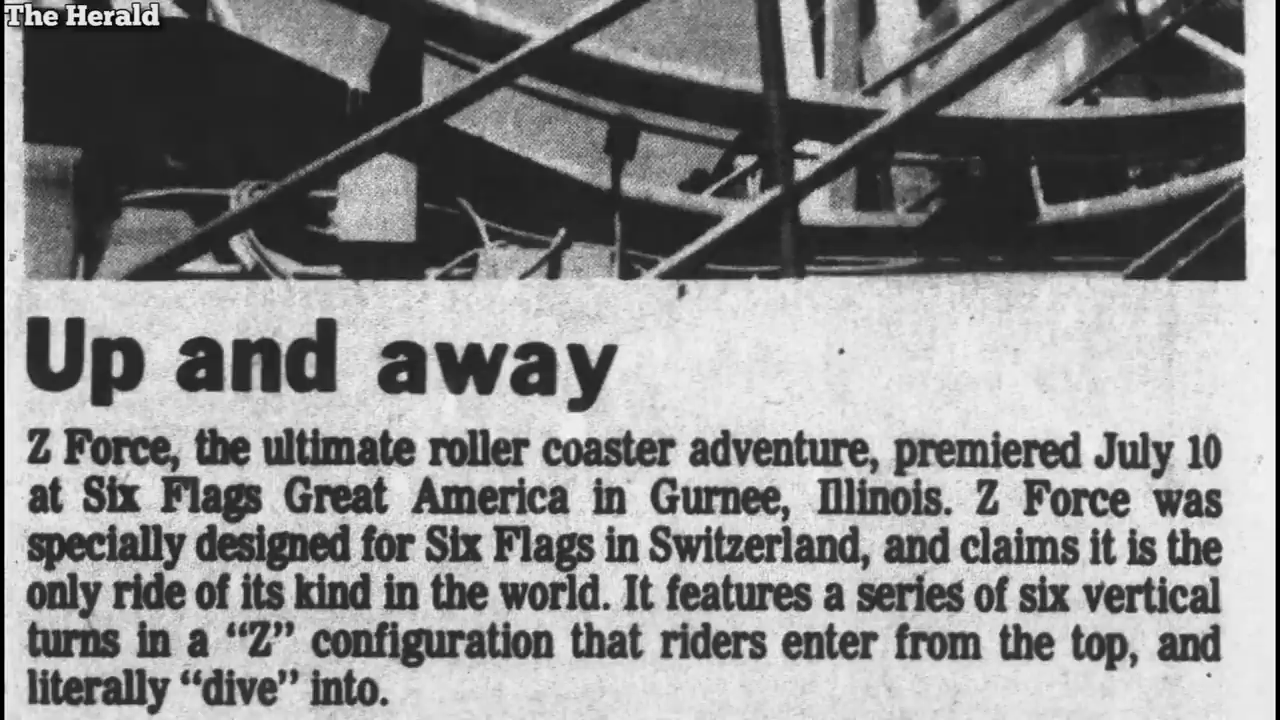 The Herald
Up and away
Z Force, the ultimate roller coaster adventure, premiered July 10
at Six Flags Great America in Gurnee, Illinois. Z Force was
specially designed for Six Flags in Switzerland, and claims it is the
only ride of its kind in the world. It features a series of six vertical
turns in a “Z” configuration that riders enter from the top, and
literally “dive” into.